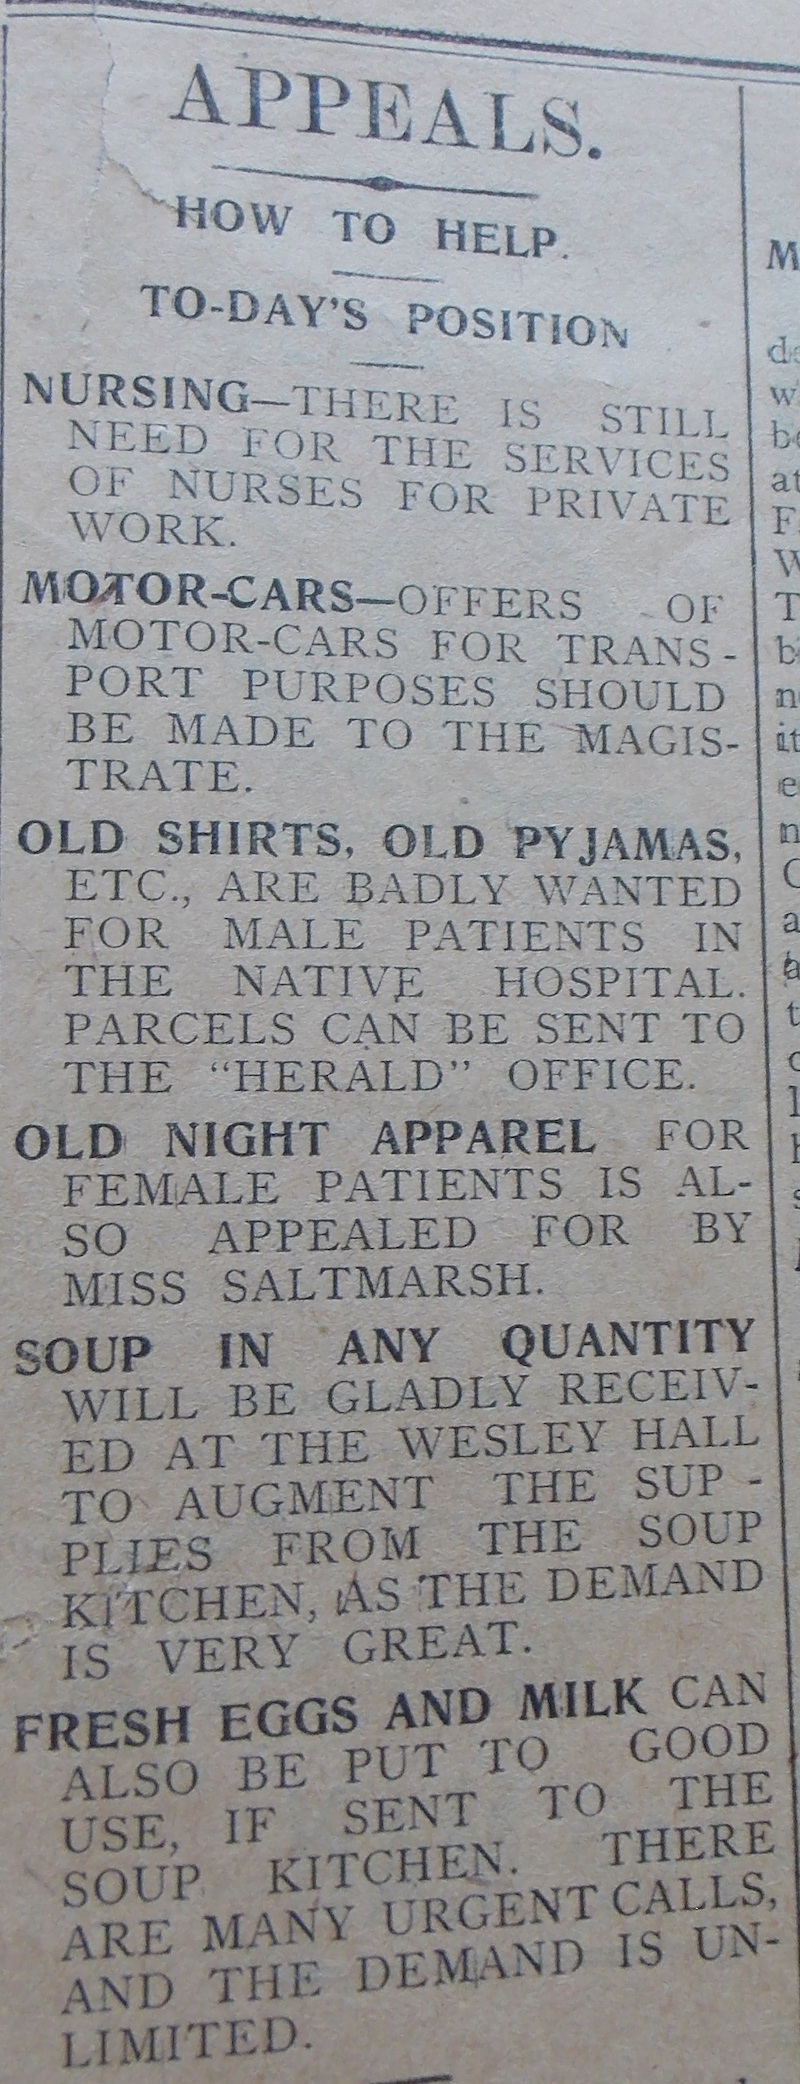 APPEALS.
HOW TO HELP.
TO-DAY'S POSITION
NURSING—THERE IS STILL
NEED FOR THE SERVICES
OF NURSES FOR PRIVATE
WORK.
MOTOR-CARS—OFFERS OF
MOTOR-CARS FOR TRANS-
PORT PURPOSES SHOULD
BE MADE TO THE MAGIS-
TRATE.
OLD SHIRTS, OLD PYJAMAS,
ETC., ARE BADLY WANTED
FOR MALE PATIENTS IN
THE NATIVE HOSPITAL.
PARCELS CAN BE SENT TO
THE "HERALD" OFFICE.
OLD NIGHT APPAREL FOR
FEMALE PATIENTS IS AL-
SO APPEALED FOR BY
MISS SALTMARSH.
SOUP IN ANY QUANTITY
WILL BE GLADLY RECEIV-
ED AT THE WESLEY HALL
TO AUGMENT THE SUP-
PLIES FROM THE SOUP
KITCHEN, AS THE DEMAND
IS VERY GREAT.
FRESH EGGS AND MILK CAN
ALSO BE PUT TO GOOD
USE, IF SENT TO THE
SOUP KITCHEN. THERE
ARE MANY URGENT CALLS,
AND THE DEMAND IS UN-
LIMITED.